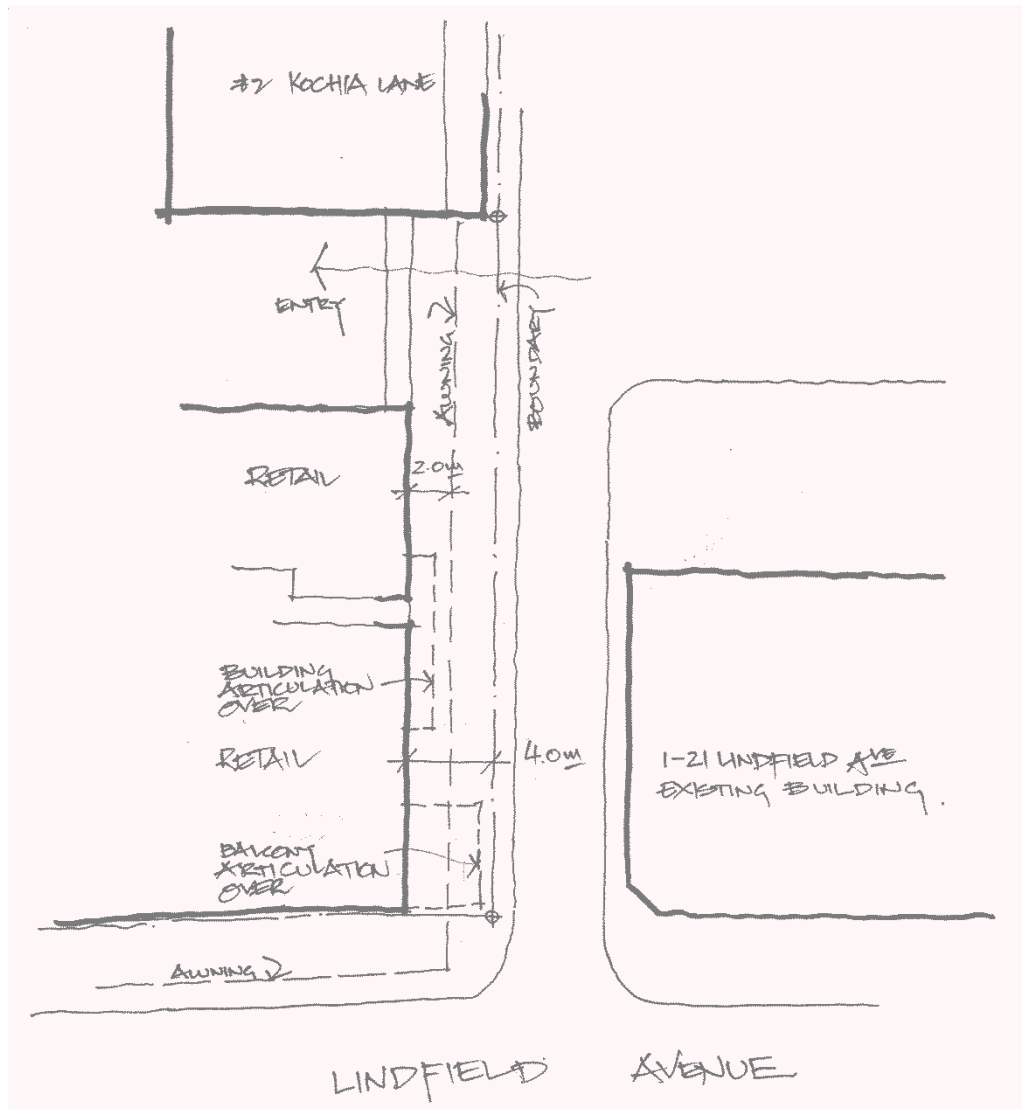 #2 KOCHIA LANE
ENTRY
AWNING
BOUNDARY
RETAIL
2.0m
BUILDING
ARTICULATION
OVER
RETAIL
4.0m
1-21 LINDFIELD AVE
EXISTING BUILDING.
BALCONY
ARTICULATION
OVER
AWNING
LINDFIELD AVENUE